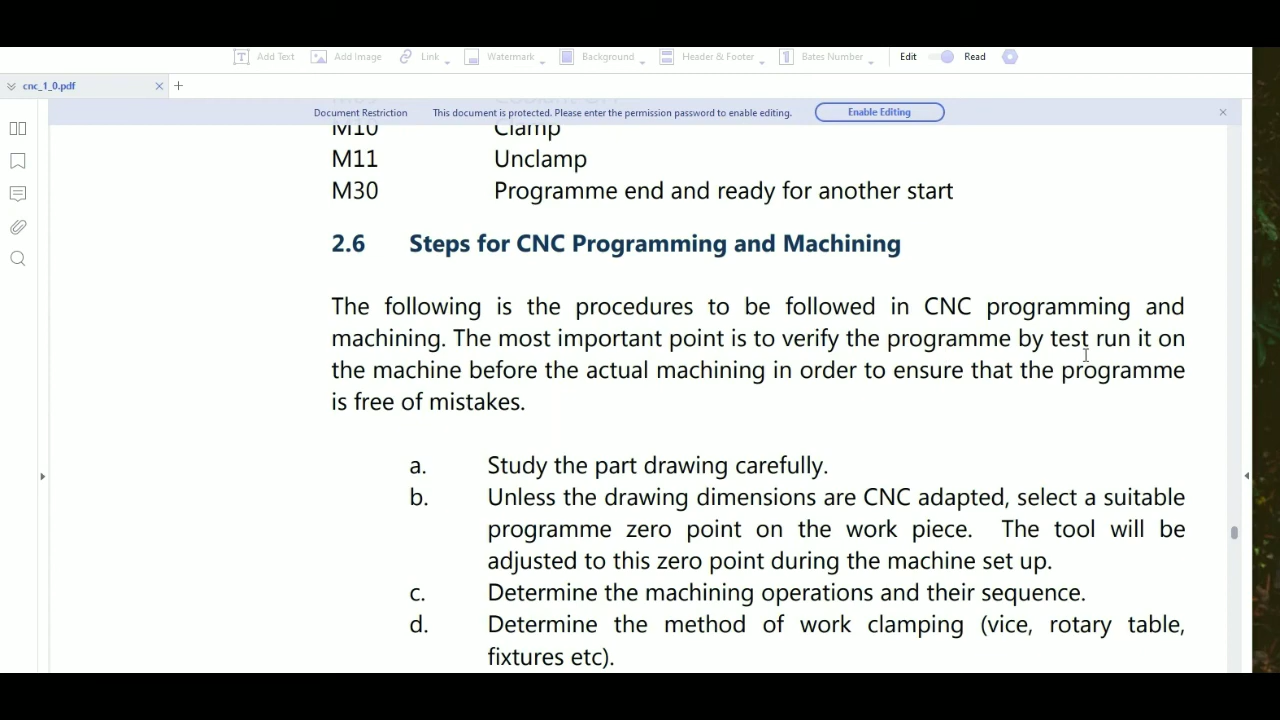 Add Text Add Image Link Watermark Background Header & Footer Bates Number Edit Read
cnc_1_0.pdf
Document Restriction This document is protected. Please enter the permission password to enable editing. Enable Editing
M10 Clamp
M11 Unclamp
M30 Programme end and ready for another start
2.6 Steps for CNC Programming and Machining
The following is the procedures to be followed in CNC programming and
machining. The most important point is to verify the programme by test run it on
the machine before the actual machining in order to ensure that the programme
is free of mistakes.
a. Study the part drawing carefully.
b. Unless the drawing dimensions are CNC adapted, select a suitable
programme zero point on the work piece. The tool will be
adjusted to this zero point during the machine set up.
c. Determine the machining operations and their sequence.
d. Determine the method of work clamping (vice, rotary table,
fixtures etc).